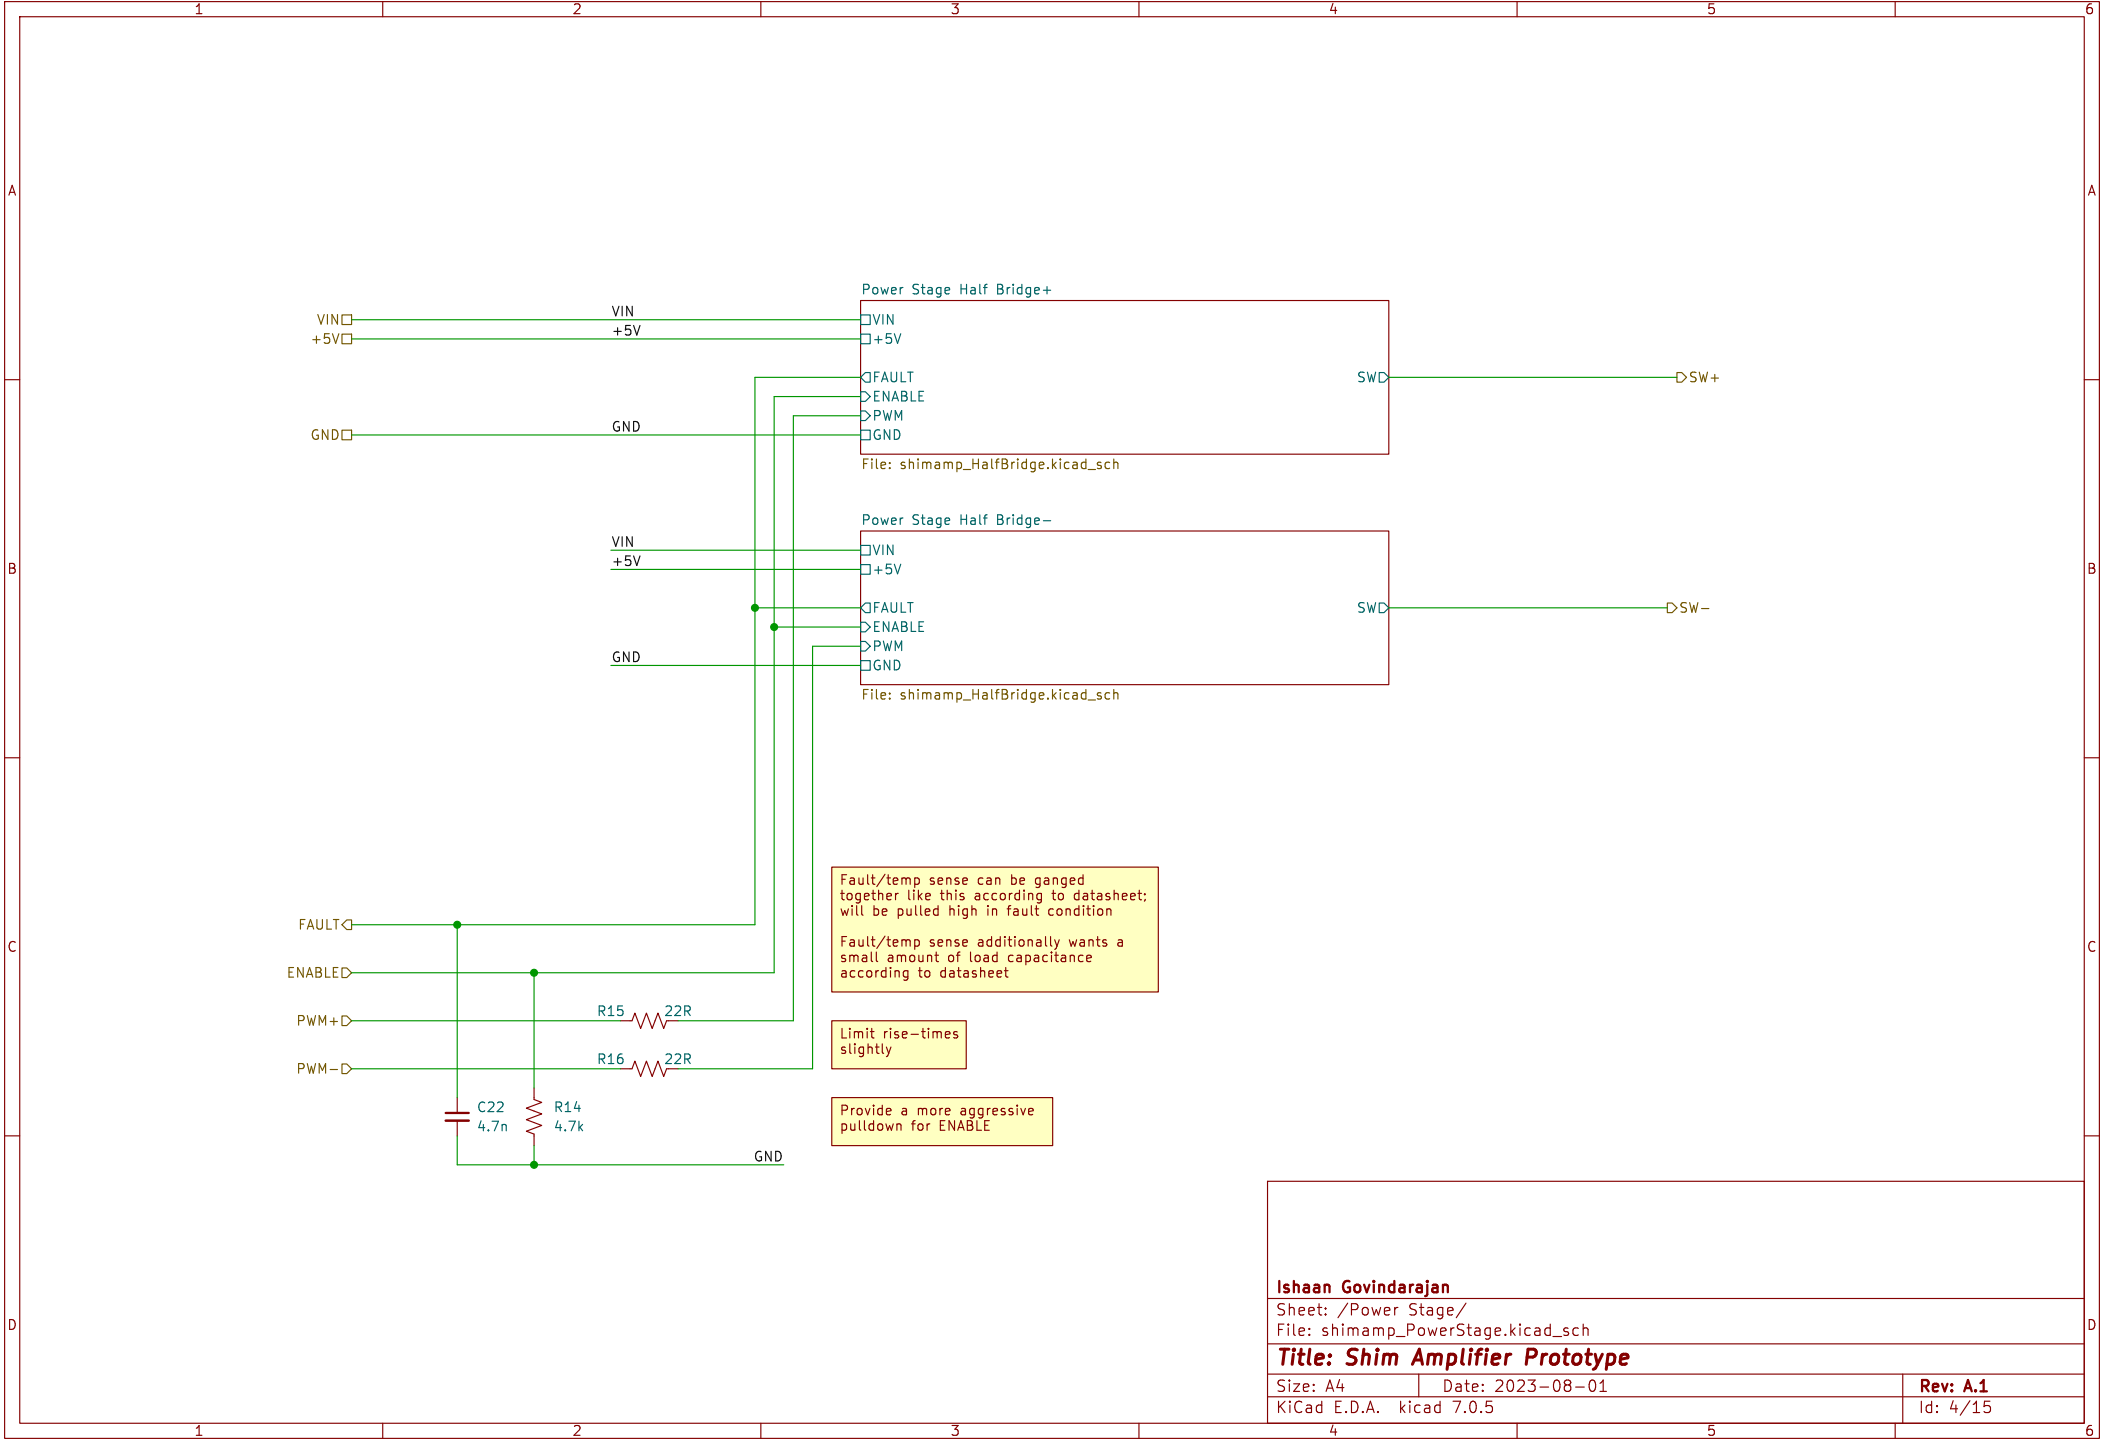 1 2 3 4 5 6
A A
Power Stage Half Bridge+
VIN VIN VIN
+5V +5V +5V
FAULT SW SW+
ENABLE
PWM
GND GND GND
File: shimamp_HalfBridge.kicad_sch
Power Stage Half Bridge-
VIN VIN
+5V +5V
B B
FAULT SW SW-
ENABLE
PWM
GND GND
File: shimamp_HalfBridge.kicad_sch
Fault/temp sense can be ganged
together like this according to datasheet;
will be pulled high in fault condition
Fault/temp sense additionally wants a
small amount of load capacitance
according to datasheet
FAULT
C C
ENABLE
PWM+ R15 22R
Limit rise-times
slightly
PWM- R16 22R
C22 R14
4.7n 4.7k
Provide a more aggressive
pulldown for ENABLE
GND
Ishaan Govindarajan
Sheet: /Power Stage/
File: shimamp_PowerStage.kicad_sch
D D
Title: Shim Amplifier Prototype
Size: A4 Date: 2023-08-01 Rev: A.1
KiCad E.D.A. kicad 7.0.5 Id: 4/15
1 2 3 4 5 6